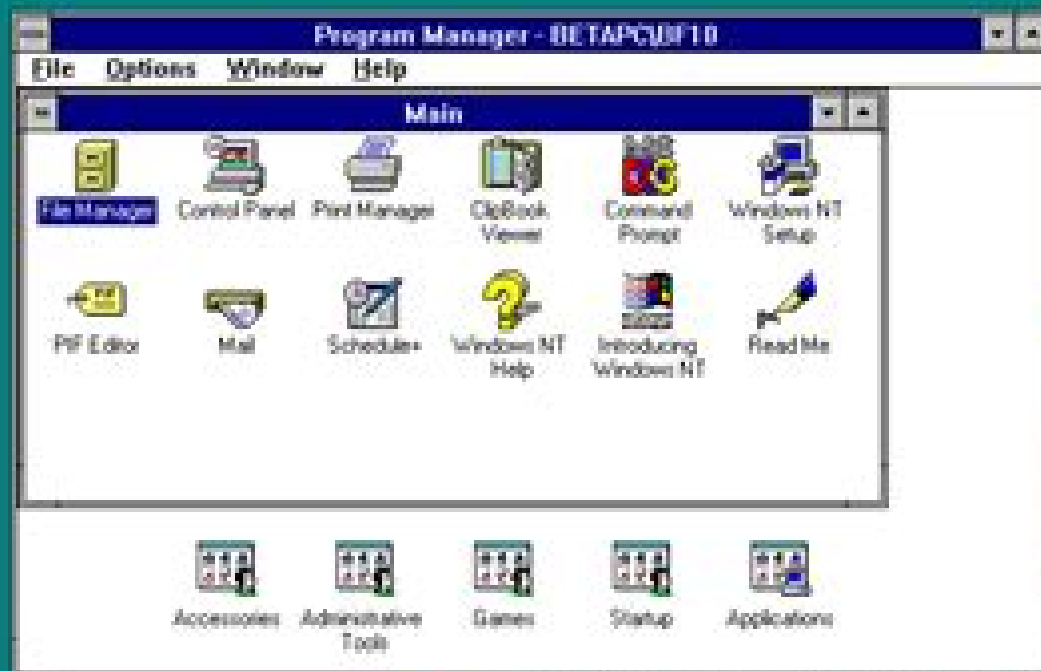 Program Manager - BETAPC\BF10
File Options Window Help
Main
File Manager Control Panel Print Manager ClipBook Viewer Command Prompt Windows NT Setup
PIF Editor Mail Schedule+ Windows NT Help Introducing Windows NT Read Me
Accessories Administrative Tools Games Startup Applications